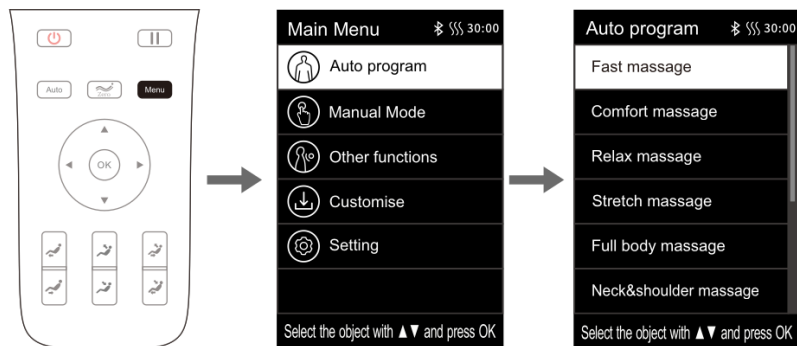 Auto
Zero
Menu
OK
Main Menu 30:00
Auto program
Manual Mode
Other functions
Customise
Setting
Select the object with ▲▼ and press OK
Auto program 30:00
Fast massage
Comfort massage
Relax massage
Stretch massage
Full body massage
Neck&shoulder massage
Select the object with ▲▼ and press OK